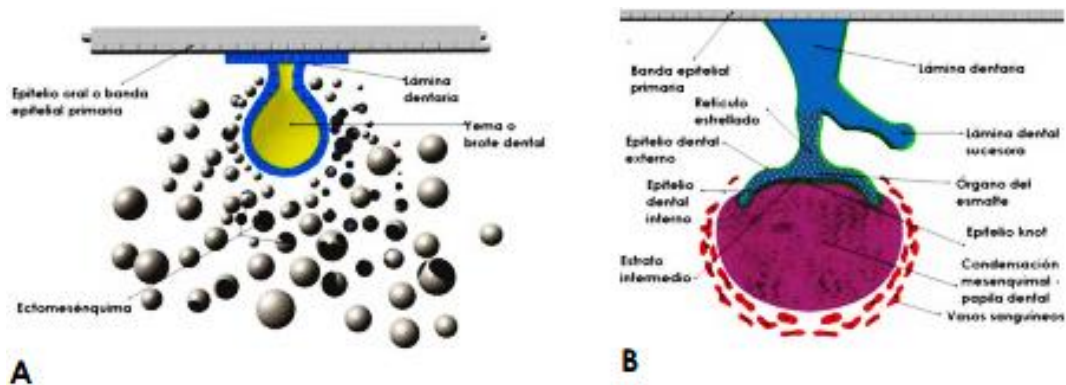 Epitelio oral o banda
epitelial primaria
Lámina
dentaria
Yema o
brote dental
Ectomesénquima
A
Banda epitelial
primaria
Lámina dentaria
Retículo
estrellado
Epitelio dental
externo
Lámina dental
sucesora
Epitelio
dental
interno
Órgano del
esmalte
Epitelio knot
Estrato
intermedio
Condensación
mesenquimal -
papila dental
Vasos sanguíneos
B